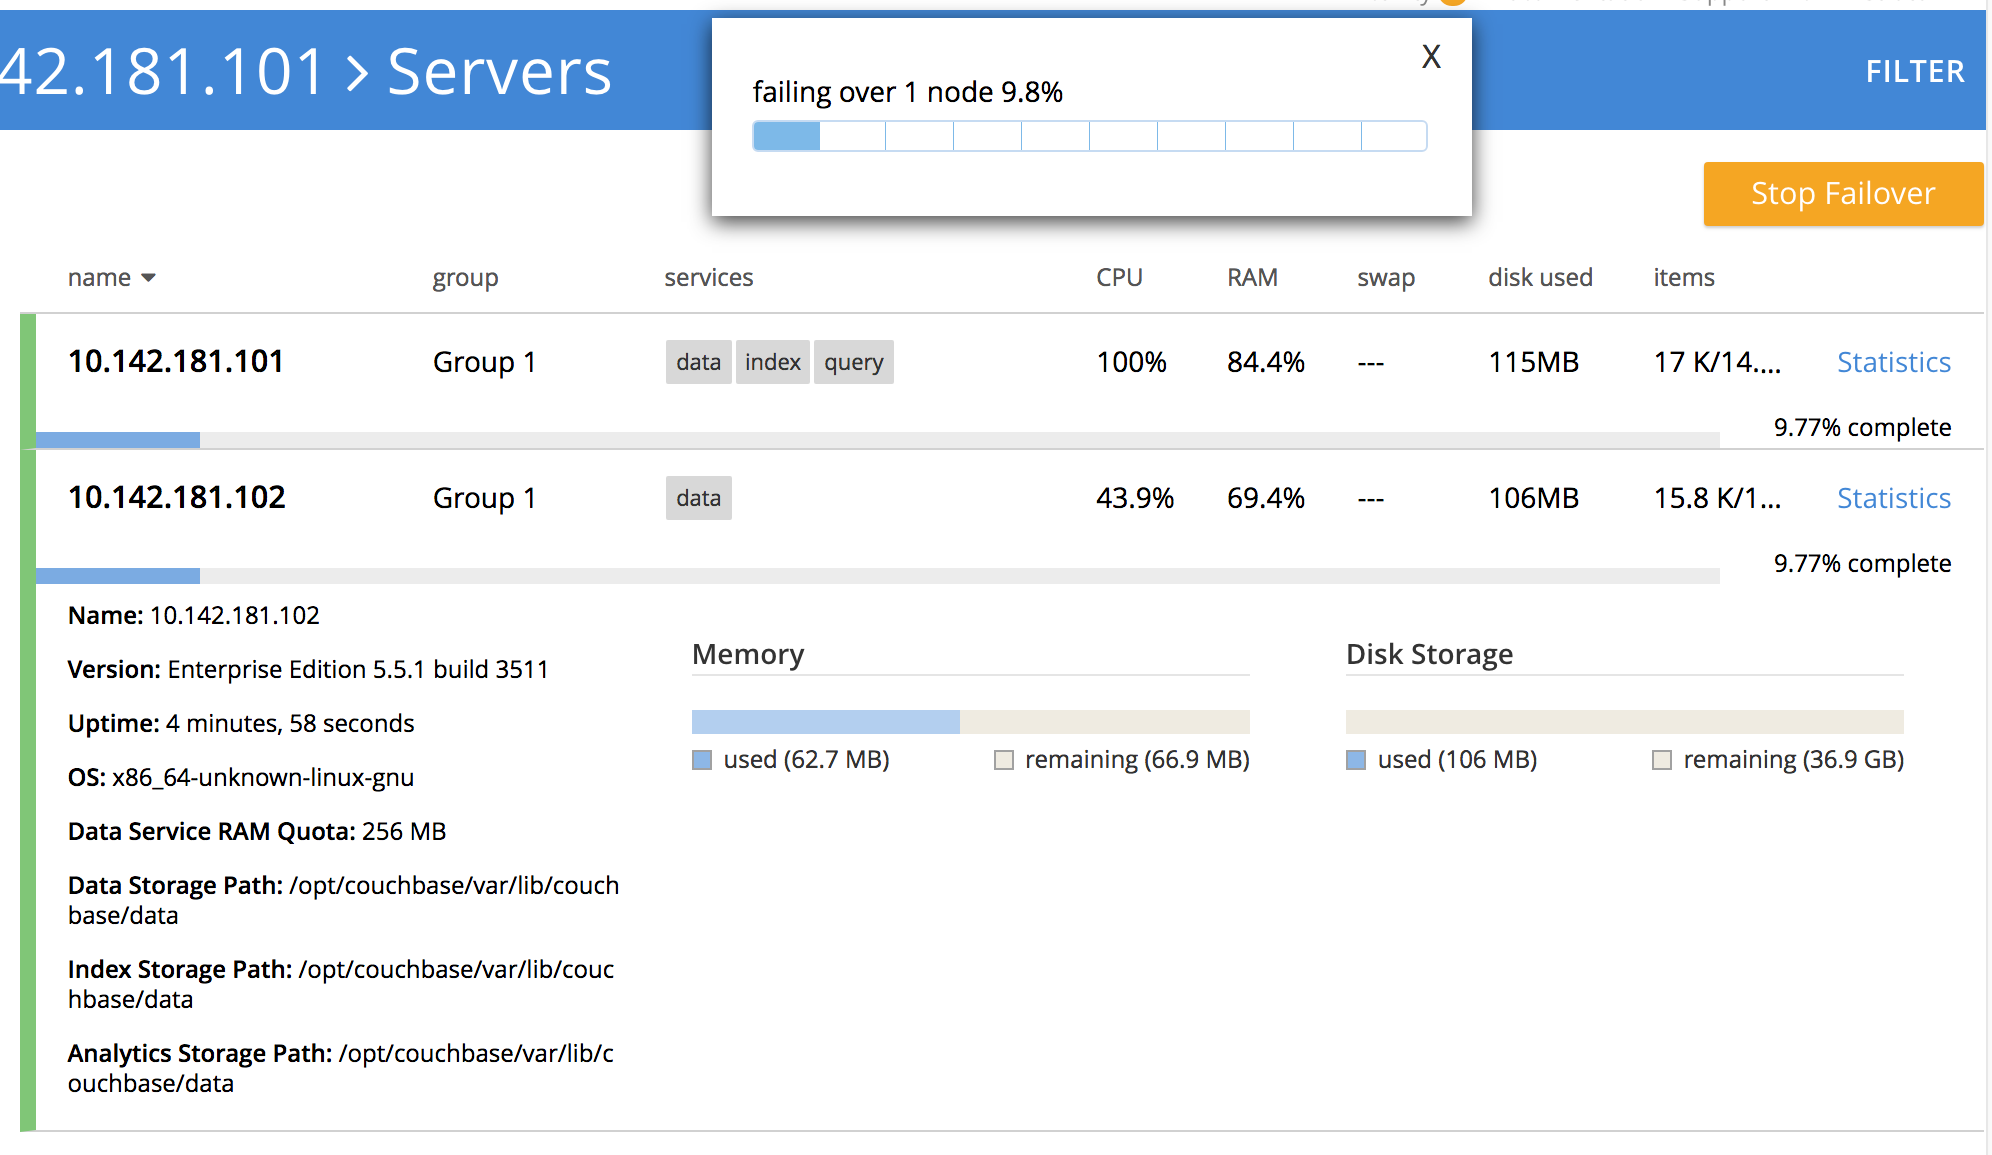 42.181.101 > Servers
X
failing over 1 node 9.8%
FILTER
Stop Failover
name group services CPU RAM swap disk used items
10.142.181.101 Group 1 data index query 100% 84.4% --- 115MB 17 K/14.... Statistics
9.77% complete
10.142.181.102 Group 1 data 43.9% 69.4% --- 106MB 15.8 K/1... Statistics
9.77% complete
Name: 10.142.181.102
Version: Enterprise Edition 5.5.1 build 3511
Uptime: 4 minutes, 58 seconds
OS: x86_64-unknown-linux-gnu
Data Service RAM Quota: 256 MB
Data Storage Path: /opt/couchbase/var/lib/couch
base/data
Index Storage Path: /opt/couchbase/var/lib/couc
hbase/data
Analytics Storage Path: /opt/couchbase/var/lib/c
ouchbase/data
Memory
used (62.7 MB) remaining (66.9 MB)
Disk Storage
used (106 MB) remaining (36.9 GB)